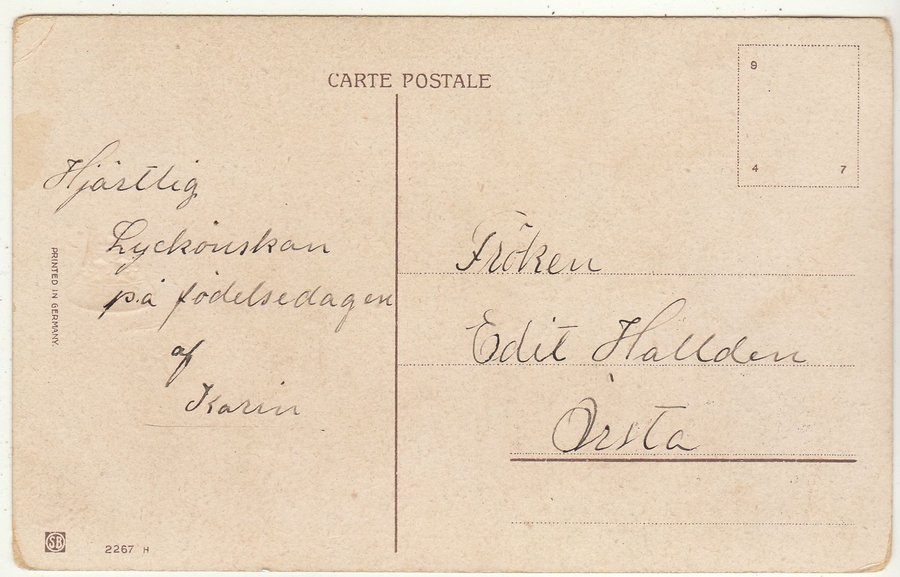 CARTE POSTALE
9
4 7
Hjärtlig
Lyckönskan
på födelsedagen
af
Karin
Fröken
Edit Hallden
Örsta
PRINTED IN GERMANY.
SB
2267 H